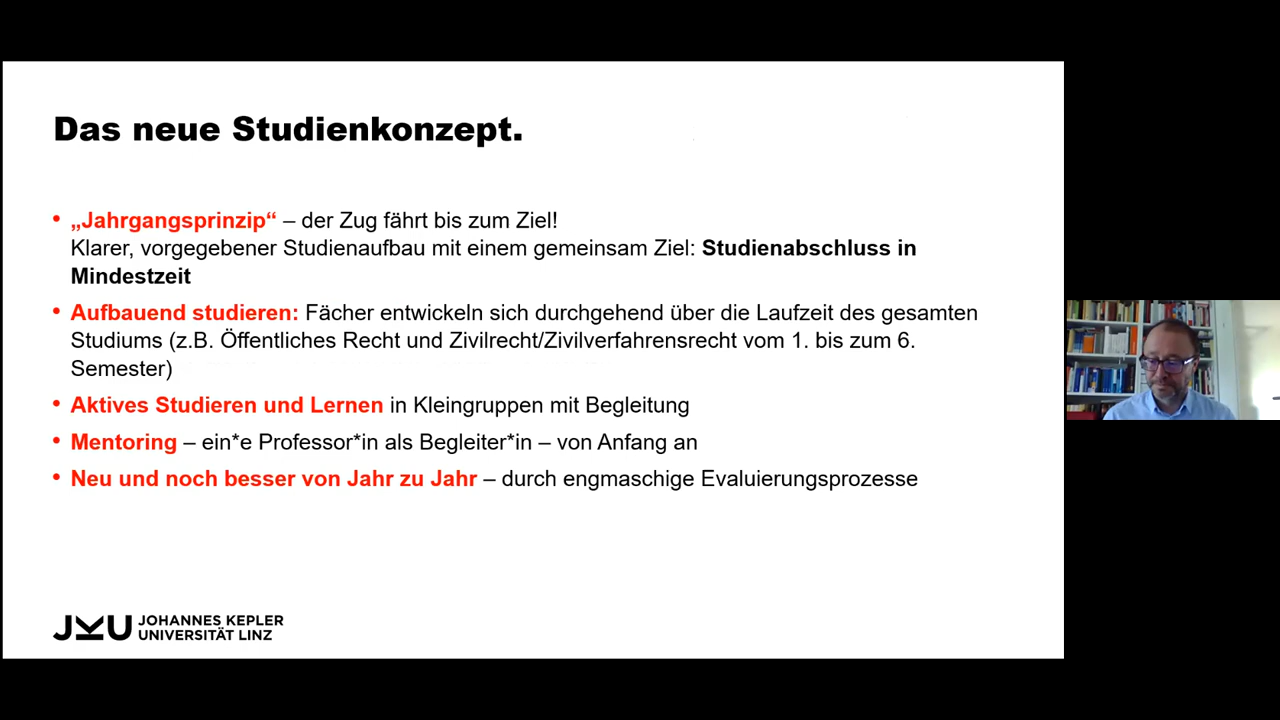 Das neue Studienkonzept.
• „Jahrgangsprinzip“ – der Zug fährt bis zum Ziel!
Klarer, vorgegebener Studienaufbau mit einem gemeinsam Ziel: Studienabschluss in
Mindestzeit
• Aufbauend studieren: Fächer entwickeln sich durchgehend über die Laufzeit des gesamten
Studiums (z.B. Öffentliches Recht und Zivilrecht/Zivilverfahrensrecht vom 1. bis zum 6.
Semester)
• Aktives Studieren und Lernen in Kleingruppen mit Begleitung
• Mentoring – ein*e Professor*in als Begleiter*in – von Anfang an
• Neu und noch besser von Jahr zu Jahr – durch engmaschige Evaluierungsprozesse
JKU JOHANNES KEPLER
UNIVERSITÄT LINZ